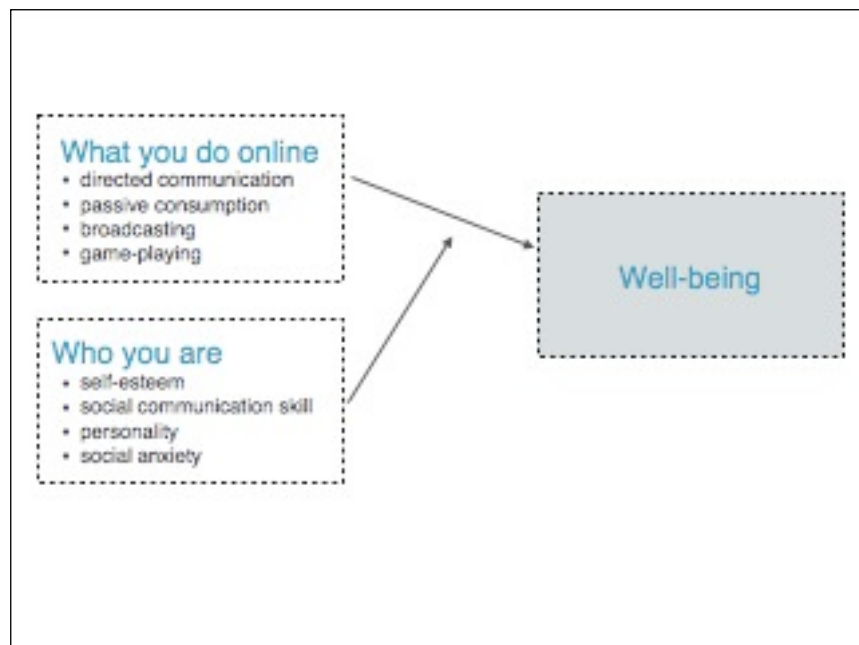 What you do online
• directed communication
• passive consumption
• broadcasting
• game-playing
Well-being
Who you are
• self-esteem
• social communication skill
• personality
• social anxiety